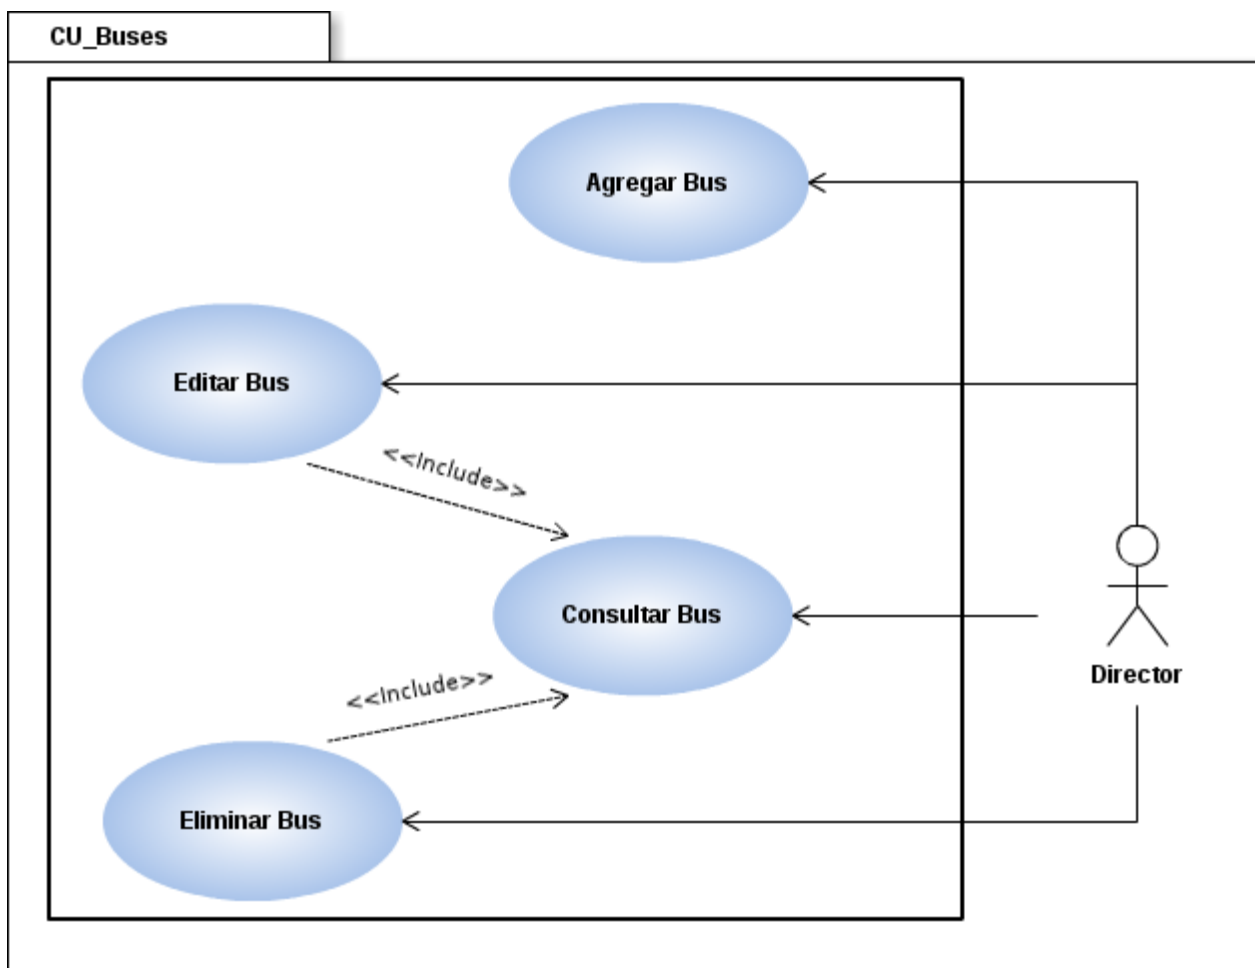 CU_Buses
Agregar Bus
Editar Bus
<<Include>>
Consultar Bus
Director
<<Include>>
Eliminar Bus